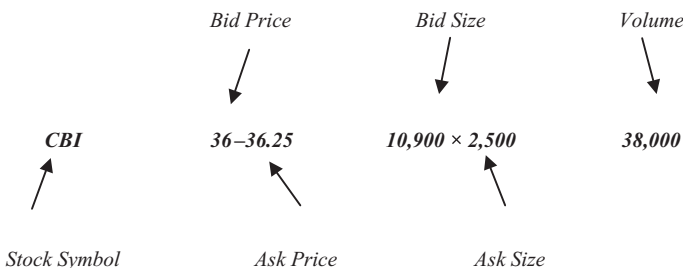 Bid Price Bid Size Volume
CBI 36–36.25 10,900 × 2,500 38,000
Stock Symbol Ask Price Ask Size